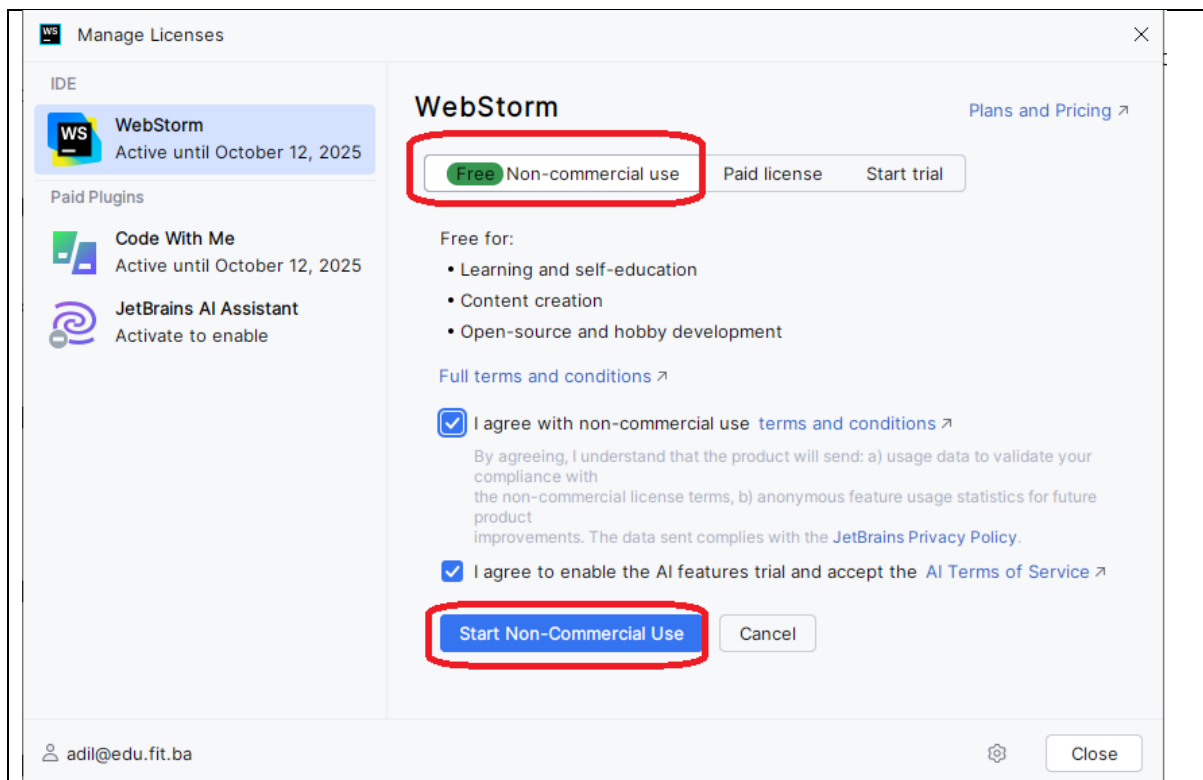 WS Manage Licenses
IDE
WS
WebStorm
Active until October 12, 2025
Paid Plugins
Code With Me
Active until October 12, 2025
JetBrains AI Assistant
Activate to enable
WebStorm
Plans and Pricing ↗
Free Non-commercial use Paid license Start trial
Free for:
• Learning and self-education
• Content creation
• Open-source and hobby development
Full terms and conditions ↗
I agree with non-commercial use terms and conditions ↗
By agreeing, I understand that the product will send: a) usage data to validate your
compliance with
the non-commercial license terms, b) anonymous feature usage statistics for future
product
improvements. The data sent complies with the JetBrains Privacy Policy.
I agree to enable the AI features trial and accept the AI Terms of Service ↗
Start Non-Commercial Use Cancel
adil@edu.fit.ba Close